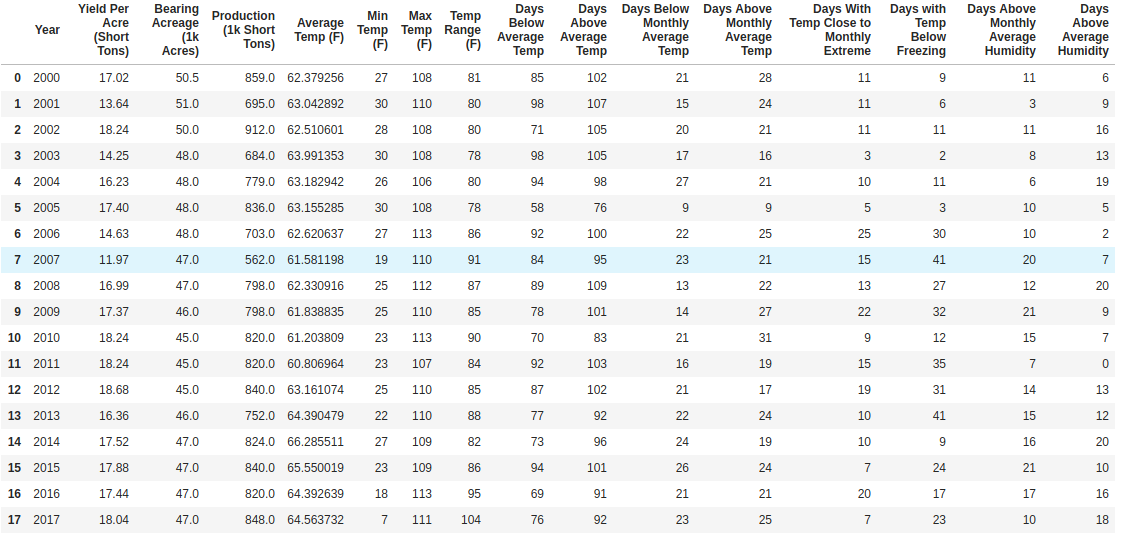 Year Yield Per Acre (Short Tons) Bearing Acreage (1k Acres) Production (1k Short Tons) Average Temp (F) Min Temp (F) Max Temp (F) Temp Range (F) Days Below Average Temp Days Above Average Temp Days Below Monthly Average Temp Days Above Monthly Average Temp Days With Temp Close to Monthly Extreme Days with Temp Below Freezing Days Above Monthly Average Humidity Days Above Average Humidity
0 2000 17.02 50.5 859.0 62.379256 27 108 81 85 102 21 28 11 9 11 6
1 2001 13.64 51.0 695.0 63.042892 30 110 80 98 107 15 24 11 6 3 9
2 2002 18.24 50.0 912.0 62.510601 28 108 80 71 105 20 21 11 11 11 16
3 2003 14.25 48.0 684.0 63.991353 30 108 78 98 105 17 16 3 2 8 13
4 2004 16.23 48.0 779.0 63.182942 26 106 80 94 98 27 21 10 11 6 19
5 2005 17.40 48.0 836.0 63.155285 30 108 78 58 76 9 9 5 3 10 5
6 2006 14.63 48.0 703.0 62.620637 27 113 86 92 100 22 25 25 30 10 2
7 2007 11.97 47.0 562.0 61.581198 19 110 91 84 95 23 21 15 41 20 7
8 2008 16.99 47.0 798.0 62.330916 25 112 87 89 109 13 22 13 27 12 20
9 2009 17.37 46.0 798.0 61.838835 25 110 85 78 101 14 27 22 32 21 9
10 2010 18.24 45.0 820.0 61.203809 23 113 90 70 83 21 31 9 12 15 7
11 2011 18.24 45.0 820.0 60.806964 23 107 84 92 103 16 19 15 35 7 0
12 2012 18.68 45.0 840.0 63.161074 25 110 85 87 102 21 17 19 31 14 13
13 2013 16.36 46.0 752.0 64.390479 22 110 88 77 92 22 24 10 41 15 12
14 2014 17.52 47.0 824.0 66.285511 27 109 82 73 96 24 19 10 9 16 20
15 2015 17.88 47.0 840.0 65.550019 23 109 86 94 101 26 24 7 24 21 10
16 2016 17.44 47.0 820.0 64.392639 18 113 95 69 91 21 21 20 17 17 16
17 2017 18.04 47.0 848.0 64.563732 7 111 104 76 92 23 25 7 23 10 18